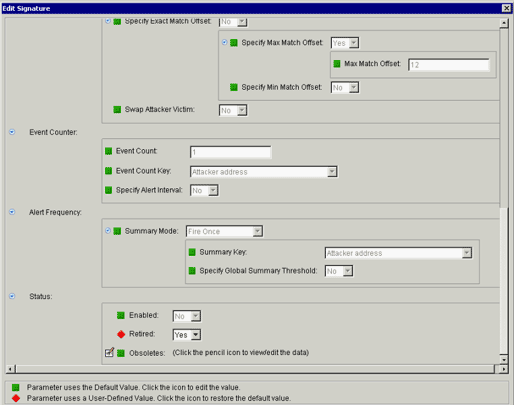 Edit Signature
Specify Exact Match Offset: No
Specify Max Match Offset: Yes
Max Match Offset: 12
Specify Min Match Offset: No
Swap Attacker Victim: No
Event Counter:
Event Count: 1
Event Count Key: Attacker address
Specify Alert Interval: No
Alert Frequency:
Summary Mode: Fire Once
Summary Key: Attacker address
Specify Global Summary Threshold: No
Status:
Enabled: No
Retired: Yes
Obsoletes: (Click the pencil icon to view/edit the data)
Parameter uses the Default Value. Click the icon to edit the value.
Parameter uses a User-Defined Value. Click the icon to restore the default value.